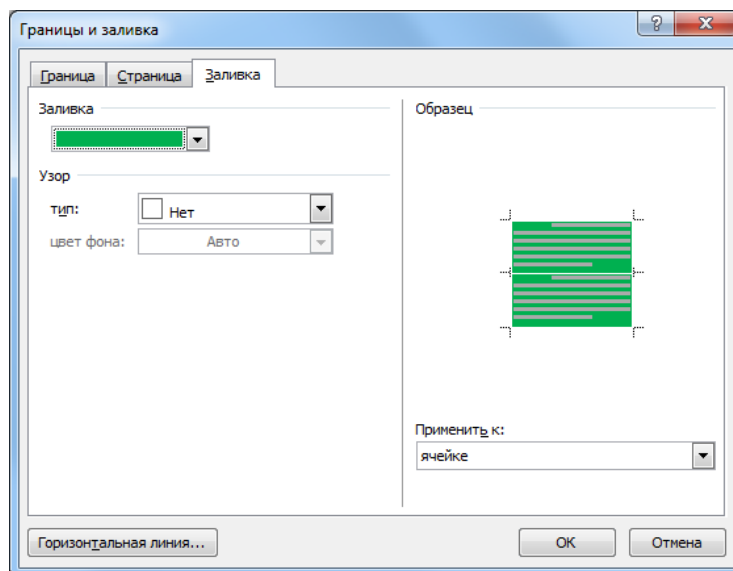 Границы и заливка
Граница Страница Заливка
Заливка
Узор
тип: Нет
цвет фона: Авто
Образец
Применить к:
ячейке
Горизонтальная линия... ОК Отмена